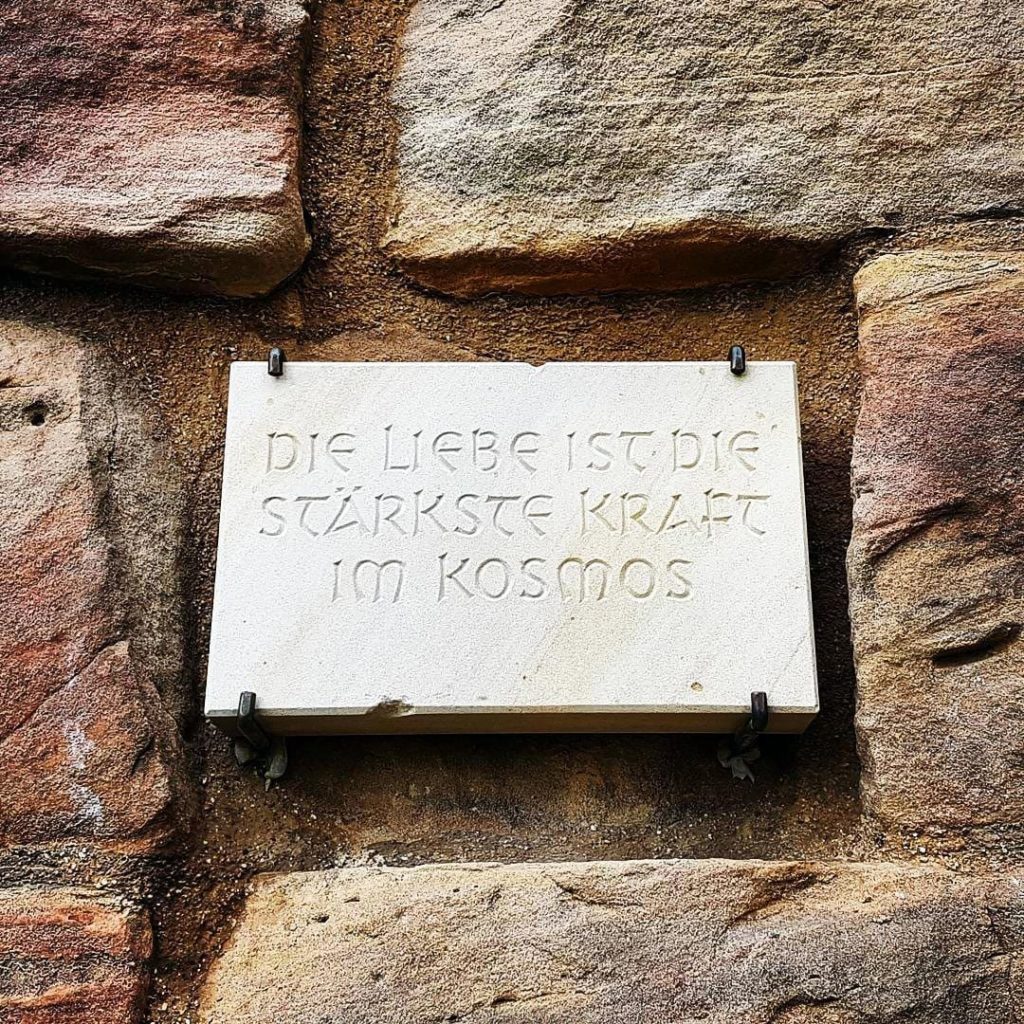 DIE LIEBE IST DIE
STÄRKSTE KRAFT
IM KOSMOS